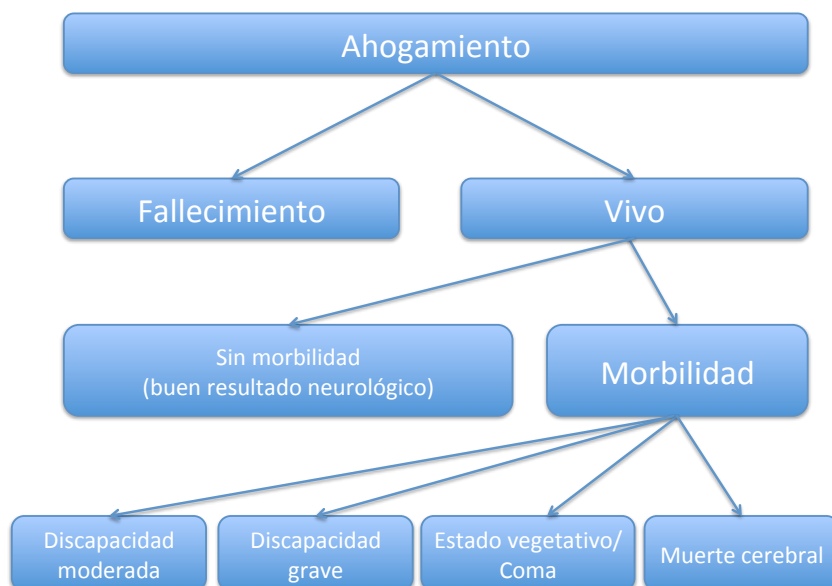 Ahogamiento
Fallecimiento
Vivo
Sin morbilidad
(buen resultado neurológico)
Morbilidad
Discapacidad
moderada
Discapacidad
grave
Estado vegetativo/
Coma
Muerte cerebral